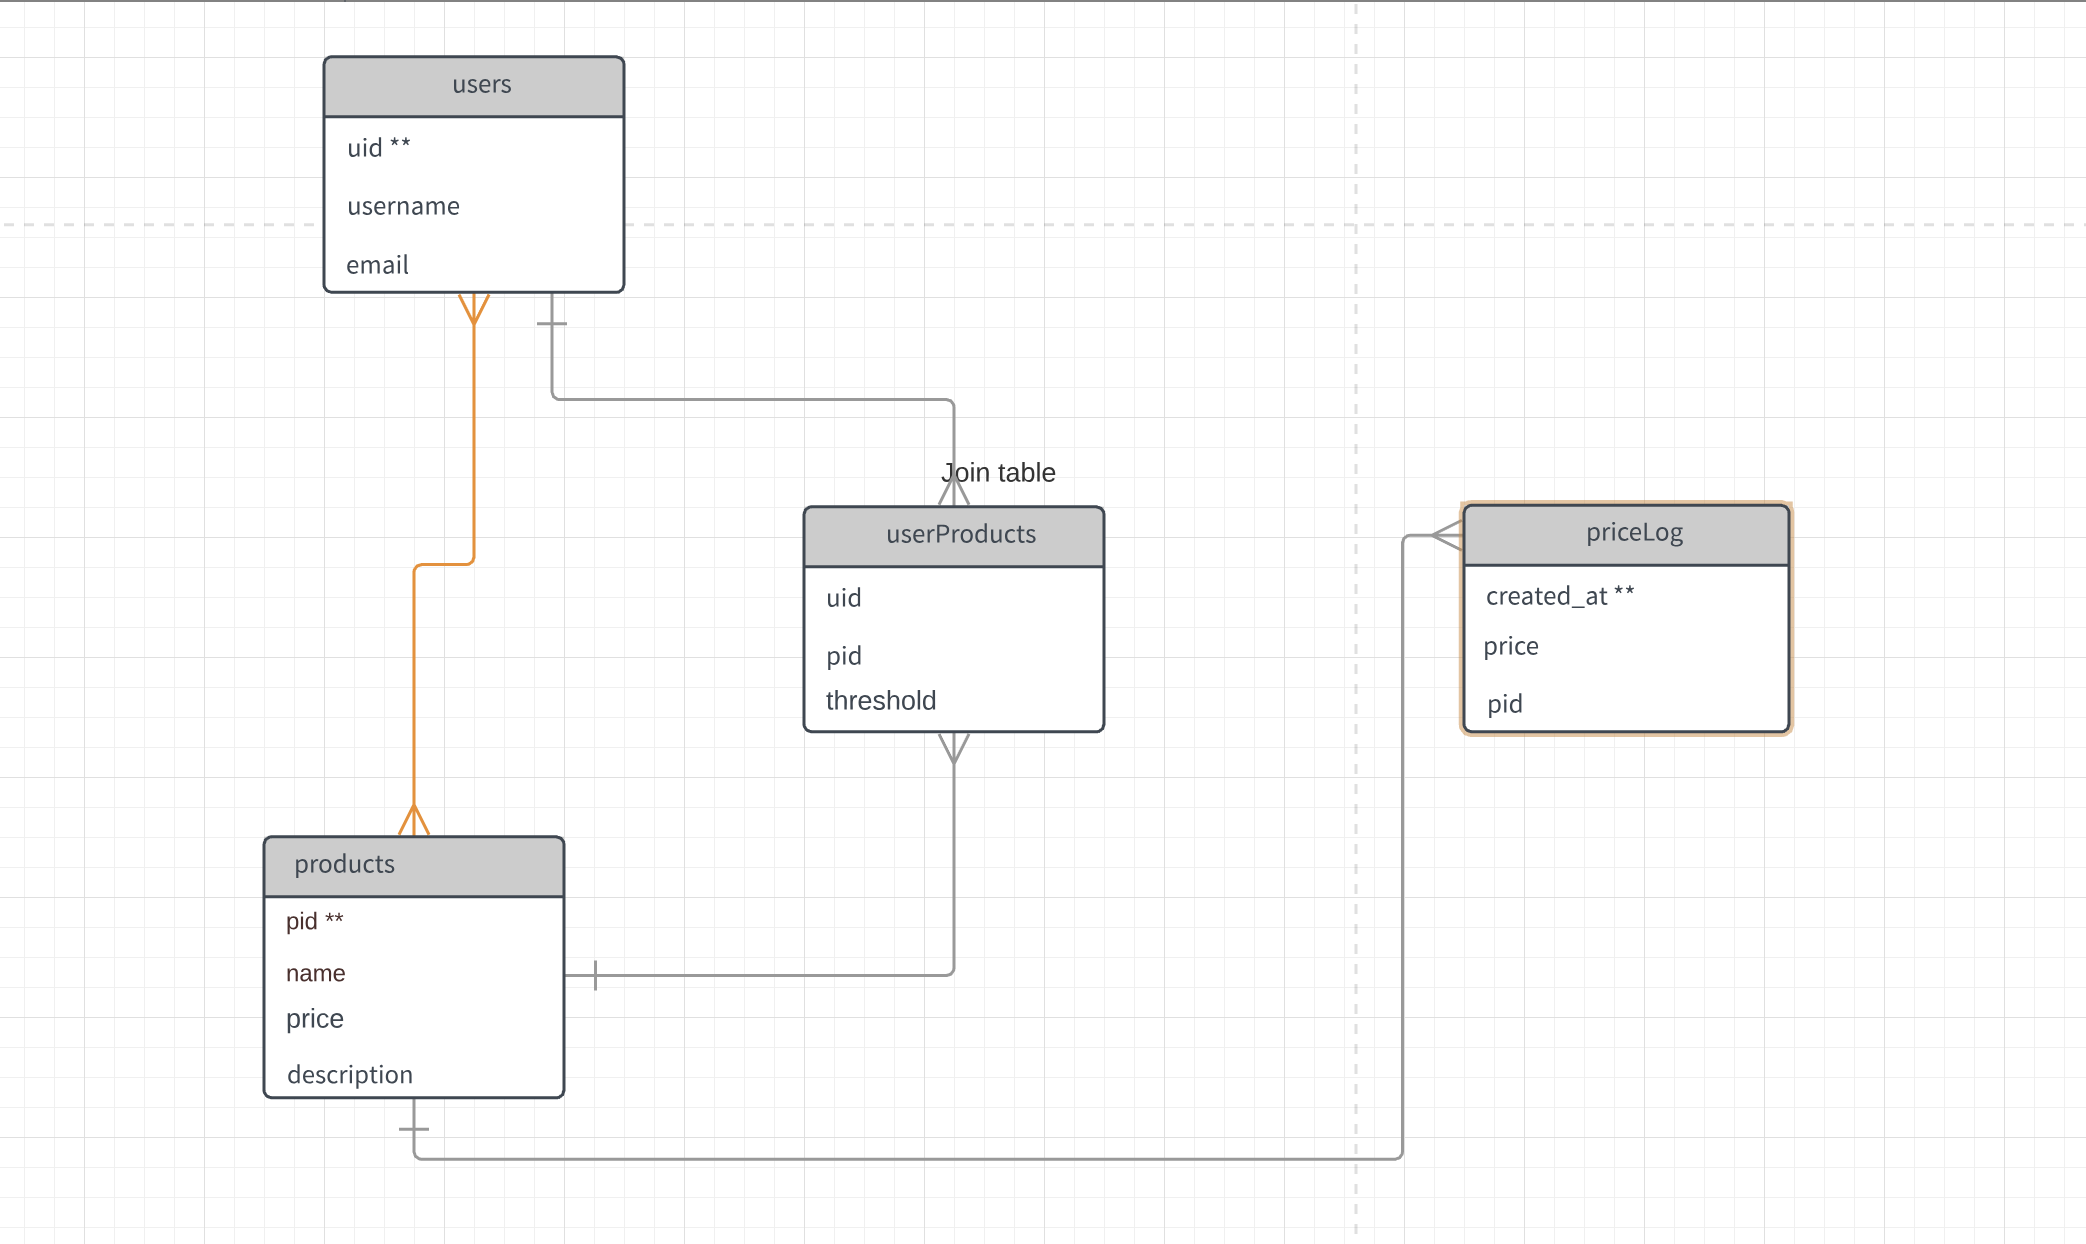 users
uid **
username
email
Join table
userProducts
uid
pid
threshold
priceLog
created_at **
price
pid
products
pid **
name
price
description